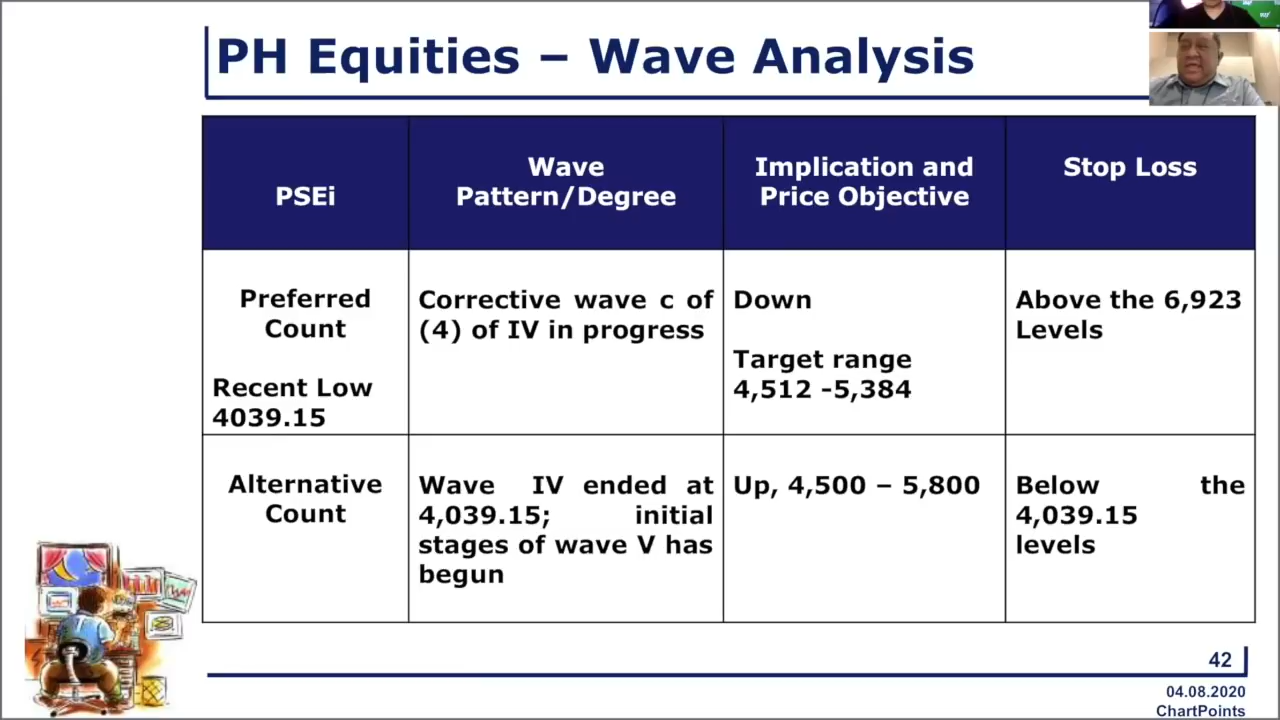 PH Equities – Wave Analysis
PSEi
Wave
Pattern/Degree
Implication and
Price Objective
Stop Loss
Preferred
Count
Recent Low
4039.15
Corrective wave c of
(4) of IV in progress
Down
Target range
4,512 -5,384
Above the 6,923
Levels
Alternative
Count
Wave IV ended at
4,039.15; initial
stages of wave V has
begun
Up, 4,500 – 5,800
Below the
4,039.15
levels
42
04.08.2020
ChartPoints